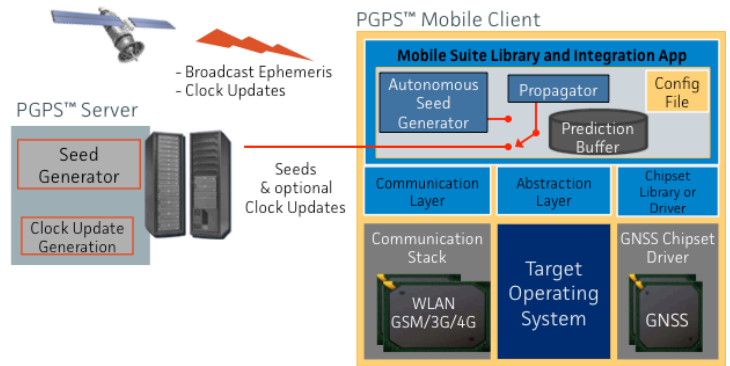 PGPS™ Mobile Client
Mobile Suite Library and Integration App
- Broadcast Ephemeris
- Clock Updates
Autonomous
Seed
Generator
Propagator
Config
File
Prediction
Buffer
PGPS™ Server
Seed
Generator
Clock Update
Generation
Seeds
& optional
Clock Updates
Communication
Layer
Abstraction
Layer
Chipset
Library or
Driver
Communication
Stack
WLAN
GSM/3G/4G
Target
Operating
System
GNSS Chipset
Driver
GNSS